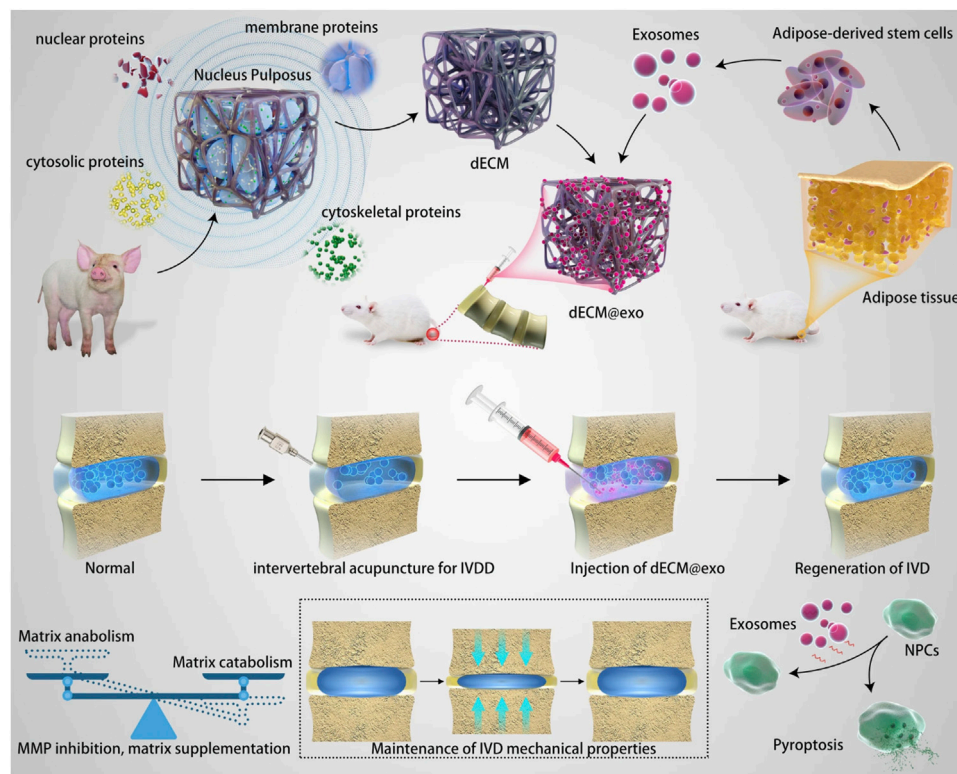 membrane proteins
nuclear proteins
Nucleus Pulposus
Exosomes
Adipose-derived stem cells
dECM
cytosolic proteins
cytoskeletal proteins
dECM@exo
Adipose tissue
Normal
intervertebral acupuncture for IVDD
Injection of dECM@exo
Regeneration of IVD
Matrix anabolism
Matrix catabolism
MMP inhibition, matrix supplementation
Maintenance of IVD mechanical properties
Exosomes
NPCs
Pyroptosis